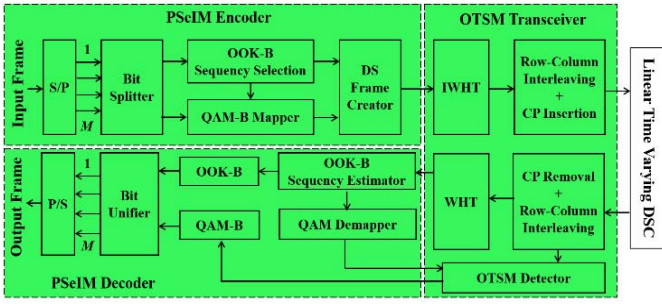 PSeIM Encoder
Input Frame
S/P
1
M
Bit
Splitter
OOK-B
Sequency Selection
QAM-B Mapper
DS
Frame
Creator
OTSM Transceiver
IWHT
Row-Column
Interleaving
+
CP Insertion
Linear Time Varying DSC
Output Frame
P/S
1
M
Bit
Unifier
OOK-B
QAM-B
OOK-B
Sequency Estimator
QAM Demapper
PSeIM Decoder
WHT
CP Removal
+
Row-Column
Interleaving
OTSM Detector